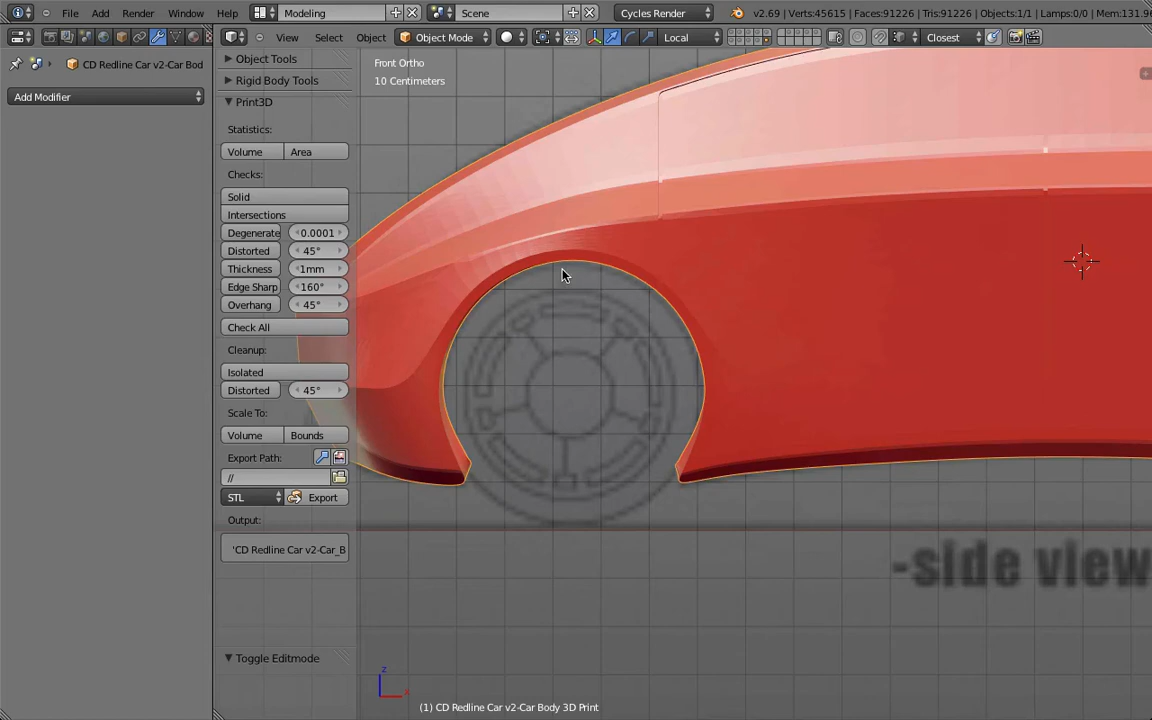 File Add Render Window Help Modeling Scene Cycles Render v2.69 | Verts:45615 | Faces:91226 | Tris:91226 | Objects:1/1 | Lamps:0/0 | Mem:131.9
View Select Object Object Mode Local Closest
CD Redline Car v2-Car Bod
Add Modifier
Object Tools
Rigid Body Tools
Print3D
Statistics:
Volume Area
Checks:
Solid
Intersections
Degenerate 0.0001
Distorted 45°
Thickness 1mm
Edge Sharp 160°
Overhang 45°
Check All
Cleanup:
Isolated
Distorted 45°
Scale To:
Volume Bounds
Export Path:
//
STL Export
Output:
'CD Redline Car v2-Car_B
Toggle Editmode
Front Ortho
10 Centimeters
-side view
z
x
(1) CD Redline Car v2-Car Body 3D Print